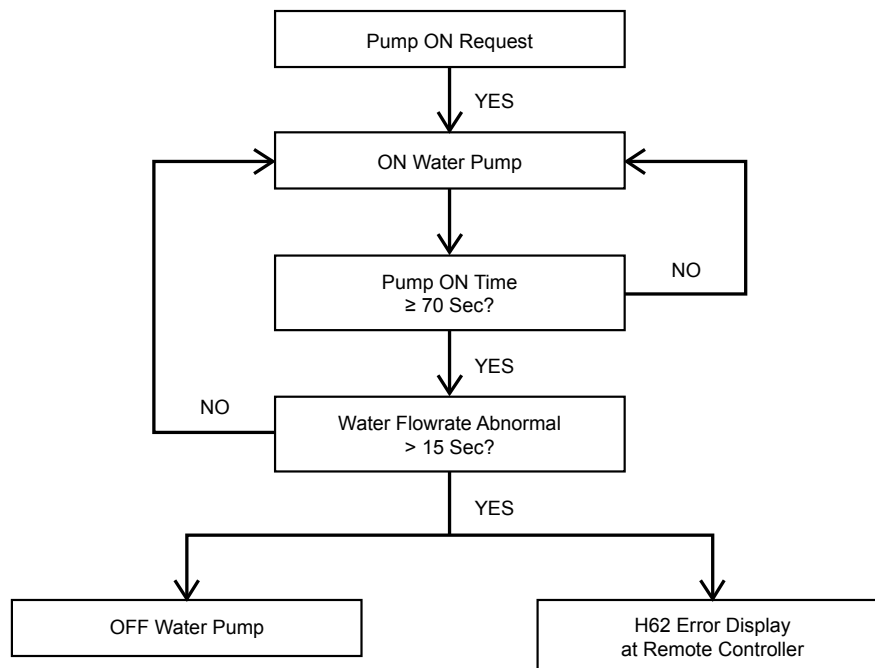 Pump ON Request
YES
ON Water Pump
Pump ON Time
≥ 70 Sec?
NO
YES
NO
Water Flowrate Abnormal
> 15 Sec?
YES
OFF Water Pump
H62 Error Display
at Remote Controller